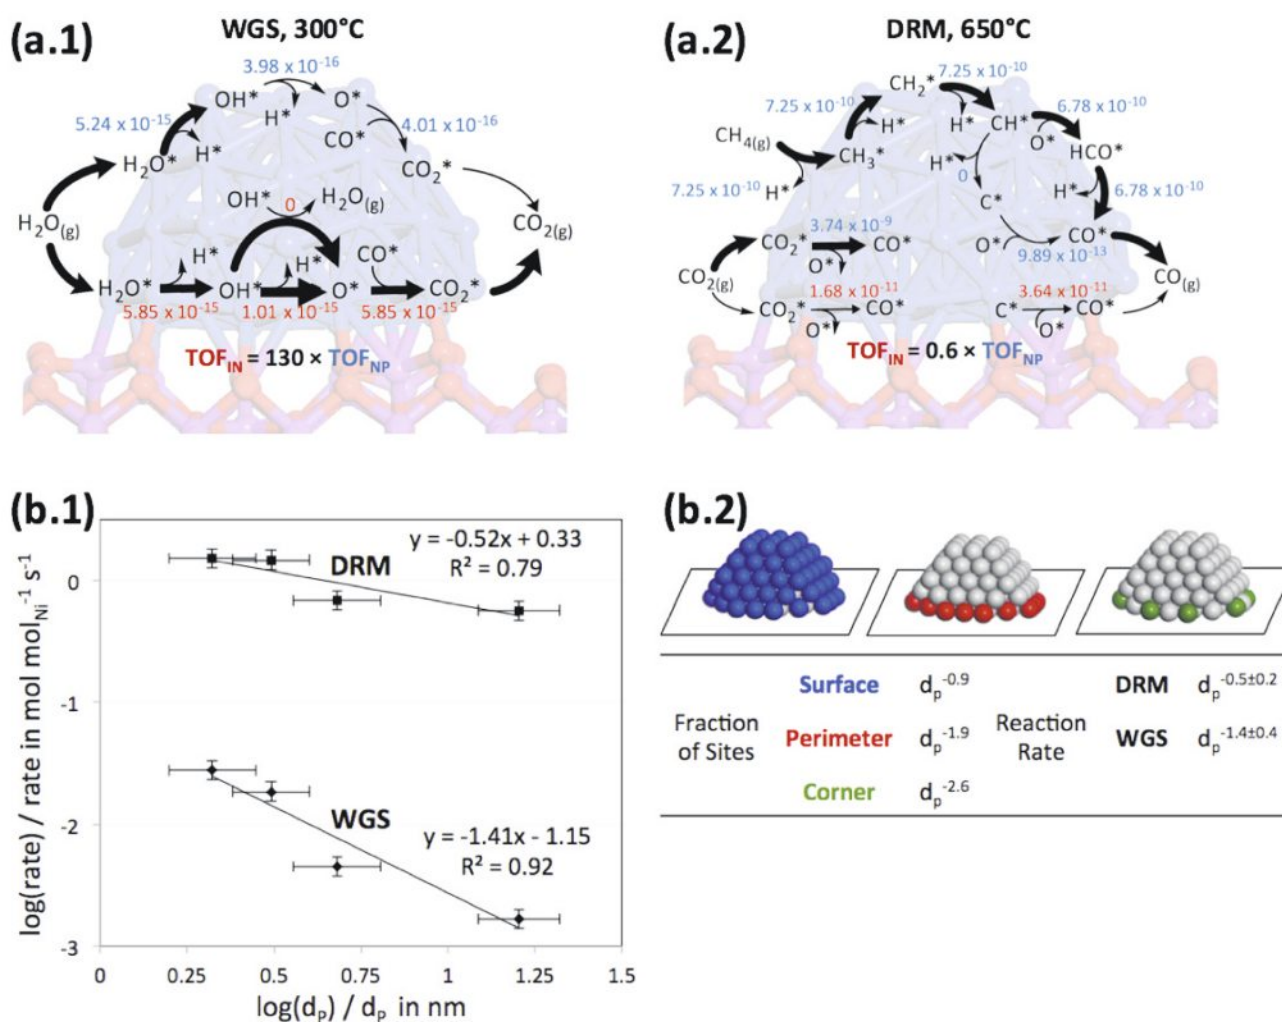 (a.1)
WGS, 300°C
3.98 x 10⁻¹⁶
OH* H* O*
5.24 x 10⁻¹⁵ H* CO* 4.01 x 10⁻¹⁶
H₂O* CO₂*
OH* 0 H₂O(g)
H₂O(g) CO₂(g)
H* H* CO*
H₂O* OH* O* CO₂*
5.85 x 10⁻¹⁵ 1.01 x 10⁻¹⁵ 5.85 x 10⁻¹⁵
TOF_IN = 130 × TOF_NP
(a.2)
DRM, 650°C
7.25 x 10⁻¹⁰
CH₂*
7.25 x 10⁻¹⁰ H* H* CH* 6.78 x 10⁻¹⁰
O*
CH₄(g) CH₃* H* HCO*
7.25 x 10⁻¹⁰ H* 0 H* 6.78 x 10⁻¹⁰
C*
3.74 x 10⁻⁹
CO₂* CO* O* CO*
O* 9.89 x 10⁻¹³
CO₂(g) CO(g)
1.68 x 10⁻¹¹ 3.64 x 10⁻¹¹
CO₂* CO* C* CO*
O* O*
TOF_IN = 0.6 × TOF_NP
(b.1)
log(rate) / rate in mol mol_Ni⁻¹ s⁻¹
y = -0.52x + 0.33
R² = 0.79
DRM
0
-1
-2
-3
WGS
y = -1.41x - 1.15
R² = 0.92
0 0.25 0.5 0.75 1 1.25 1.5
log(dₚ) / dₚ in nm
(b.2)
Surface dₚ^-0.9 DRM dₚ^-0.5±0.2
Fraction of Sites Perimeter dₚ^-1.9 Reaction Rate WGS dₚ^-1.4±0.4
Corner dₚ^-2.6